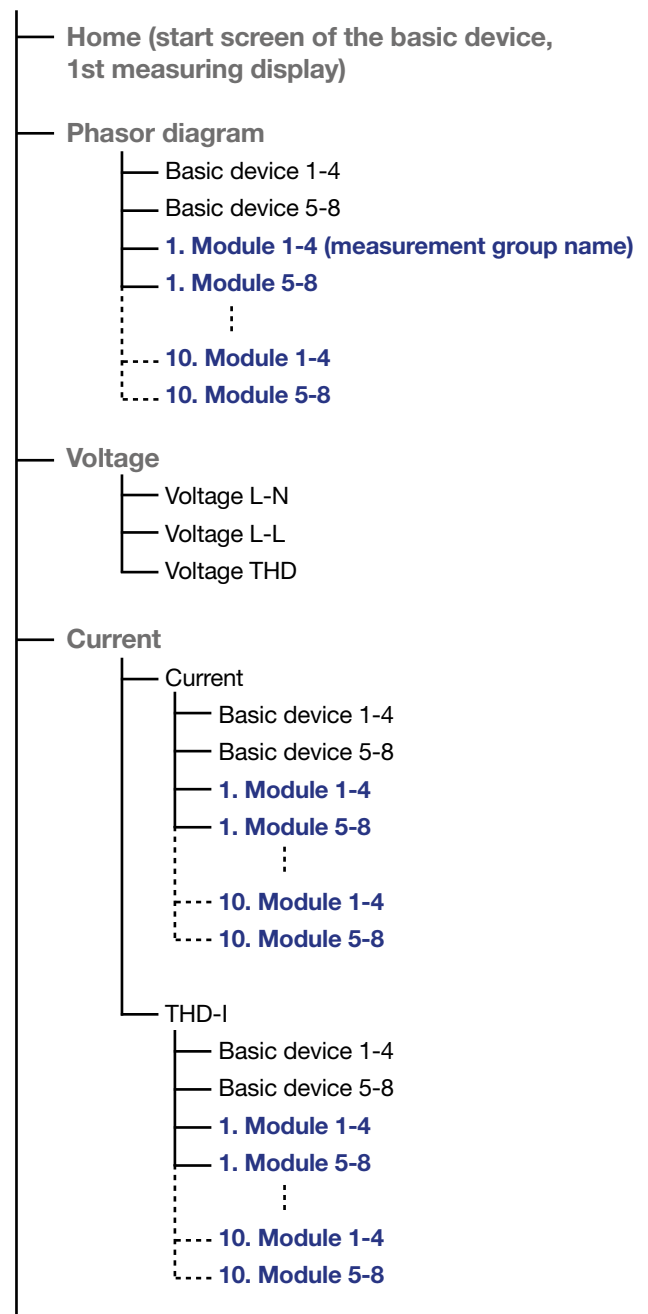 Home (start screen of the basic device,
1st measuring display)
Phasor diagram
Basic device 1-4
Basic device 5-8
1. Module 1-4 (measurement group name)
1. Module 5-8
10. Module 1-4
10. Module 5-8
Voltage
Voltage L-N
Voltage L-L
Voltage THD
Current
Current
Basic device 1-4
Basic device 5-8
1. Module 1-4
1. Module 5-8
10. Module 1-4
10. Module 5-8
THD-I
Basic device 1-4
Basic device 5-8
1. Module 1-4
1. Module 5-8
10. Module 1-4
10. Module 5-8